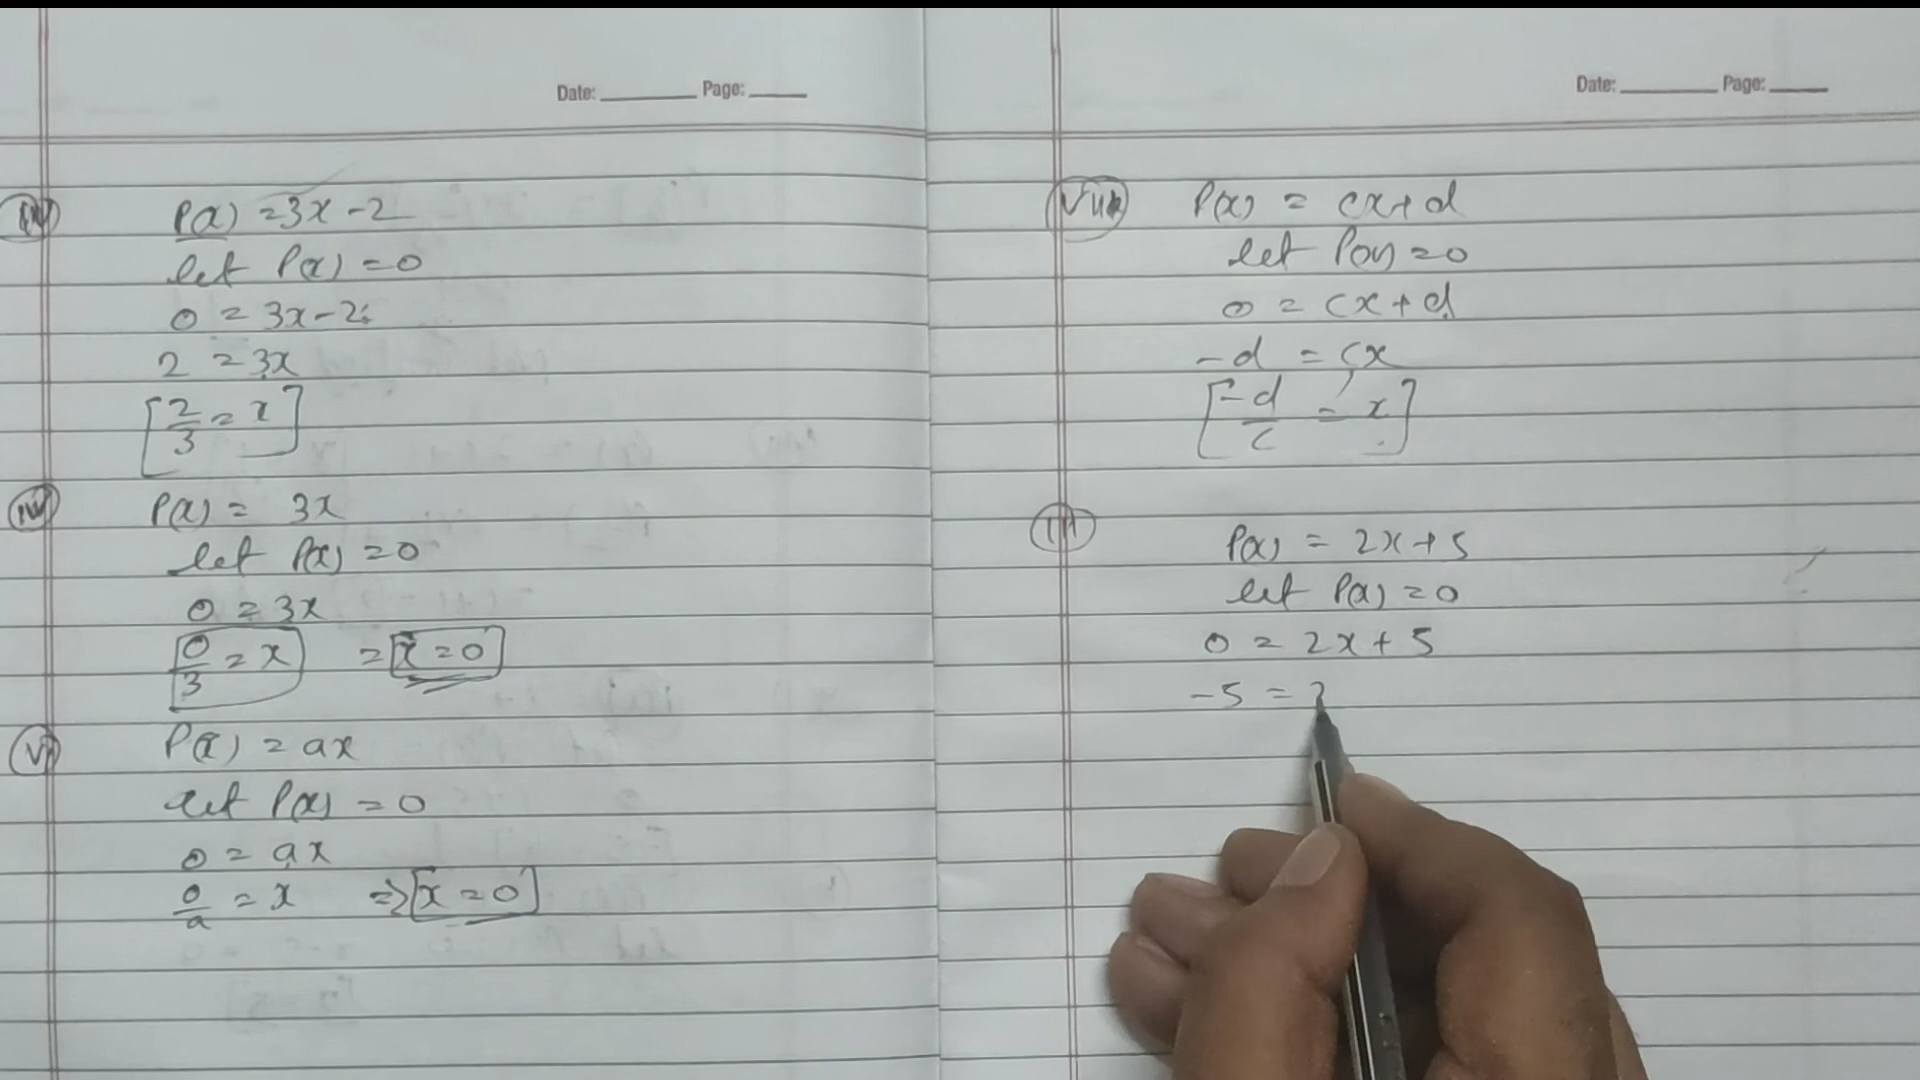 Date: Page:
P(x) = 3x - 2
let P(x) = 0
0 = 3x - 2
2 = 3x
[2/3 = x]
P(x) = 3x
let P(x) = 0
0 = 3x
0/3 = x = x = 0
P(x) = ax
let P(x) = 0
0 = ax
0/a = x => x = 0
Date: Page:
P(x) = cx + d
let P(x) = 0
0 = cx + d
-d = cx
[-d/c = x]
III P(x) = 2x + 5
let P(x) = 0
0 = 2x + 5
-5 =